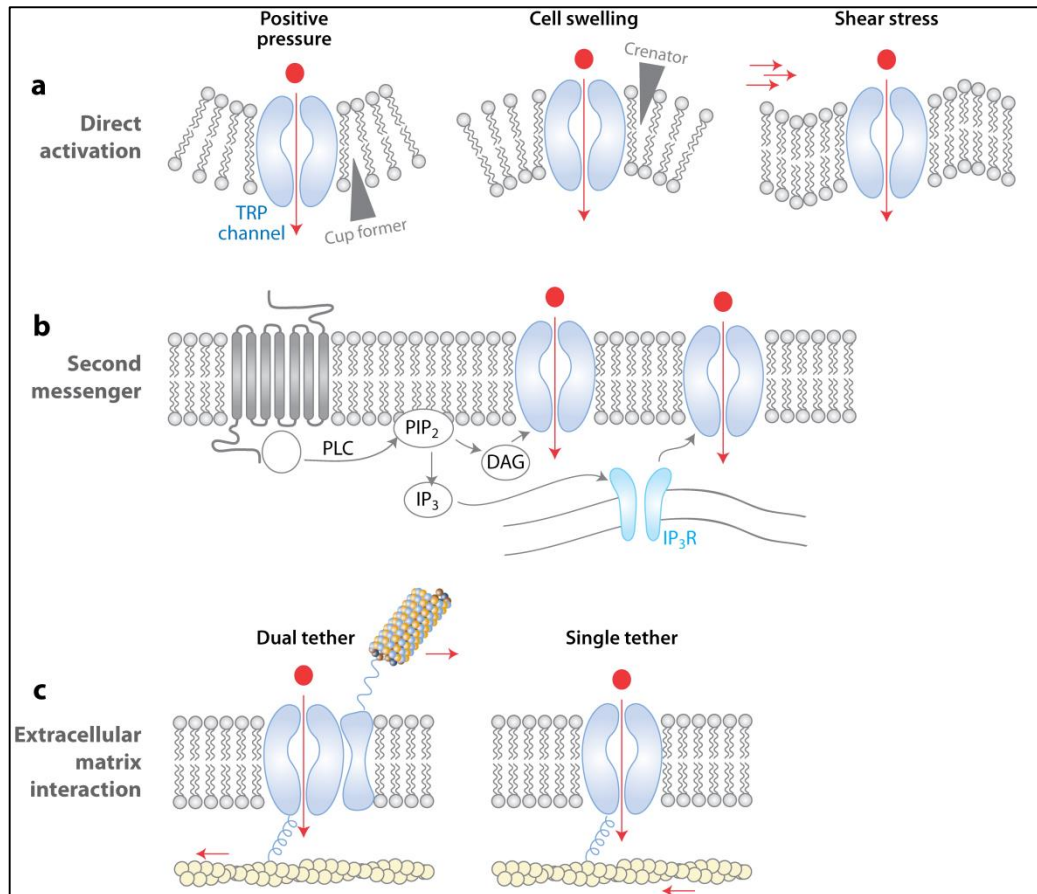 Positive
pressure
Cell swelling
Shear stress
Crenator
a
Direct
activation
TRP
channel
Cup former
b
Second
messenger
PLC
PIP₂
DAG
IP₃
IP₃R
Dual tether
Single tether
c
Extracellular
matrix
interaction